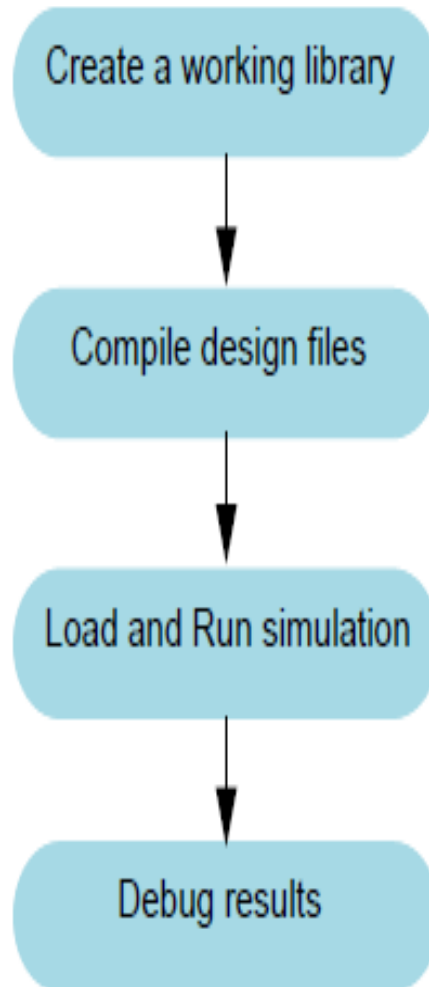 Create a working library
Compile design files
Load and Run simulation
Debug results